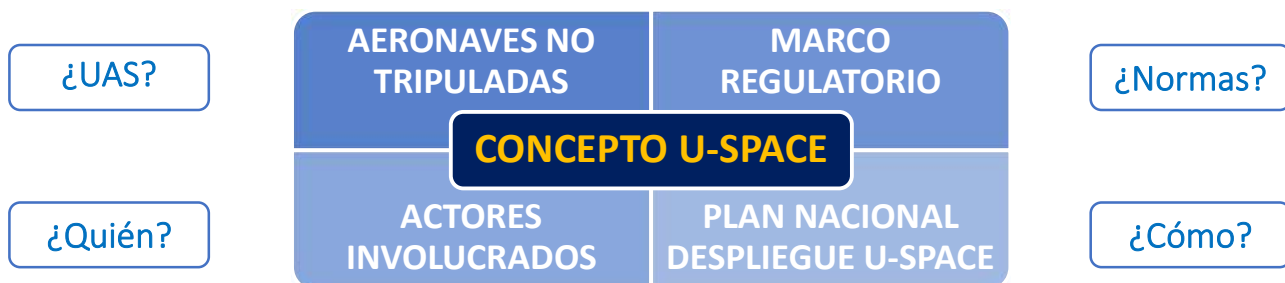 ¿UAS?
AERONAVES NO
TRIPULADAS
MARCO
REGULATORIO
¿Normas?
CONCEPTO U-SPACE
¿Quién?
ACTORES
INVOLUCRADOS
PLAN NACIONAL
DESPLIEGUE U-SPACE
¿Cómo?